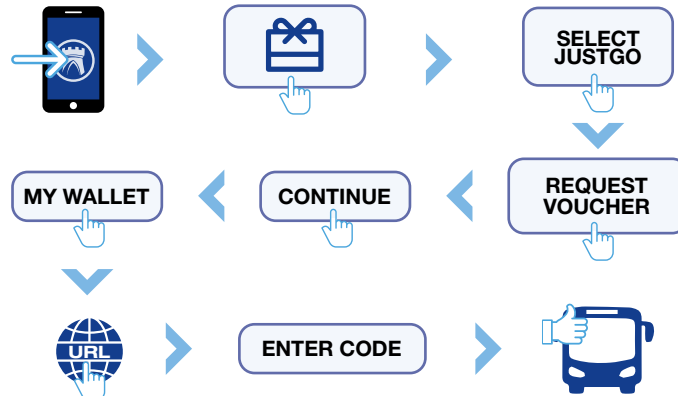 SELECT
JUSTGO
REQUEST
VOUCHER
CONTINUE
MY WALLET
URL
ENTER CODE